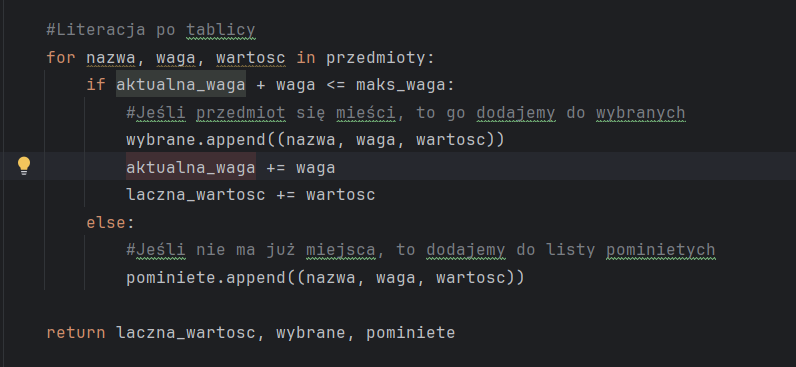 #Literacja po tablicy
for nazwa, waga, wartosc in przedmioty:
if aktualna_waga + waga <= maks_waga:
#Jeśli przedmiot się mieści, to go dodajemy do wybranych
wybrane.append((nazwa, waga, wartosc))
aktualna_waga += waga
laczna_wartosc += wartosc
else:
#Jeśli nie ma już miejsca, to dodajemy do listy pominietych
pominiete.append((nazwa, waga, wartosc))
return laczna_wartosc, wybrane, pominiete